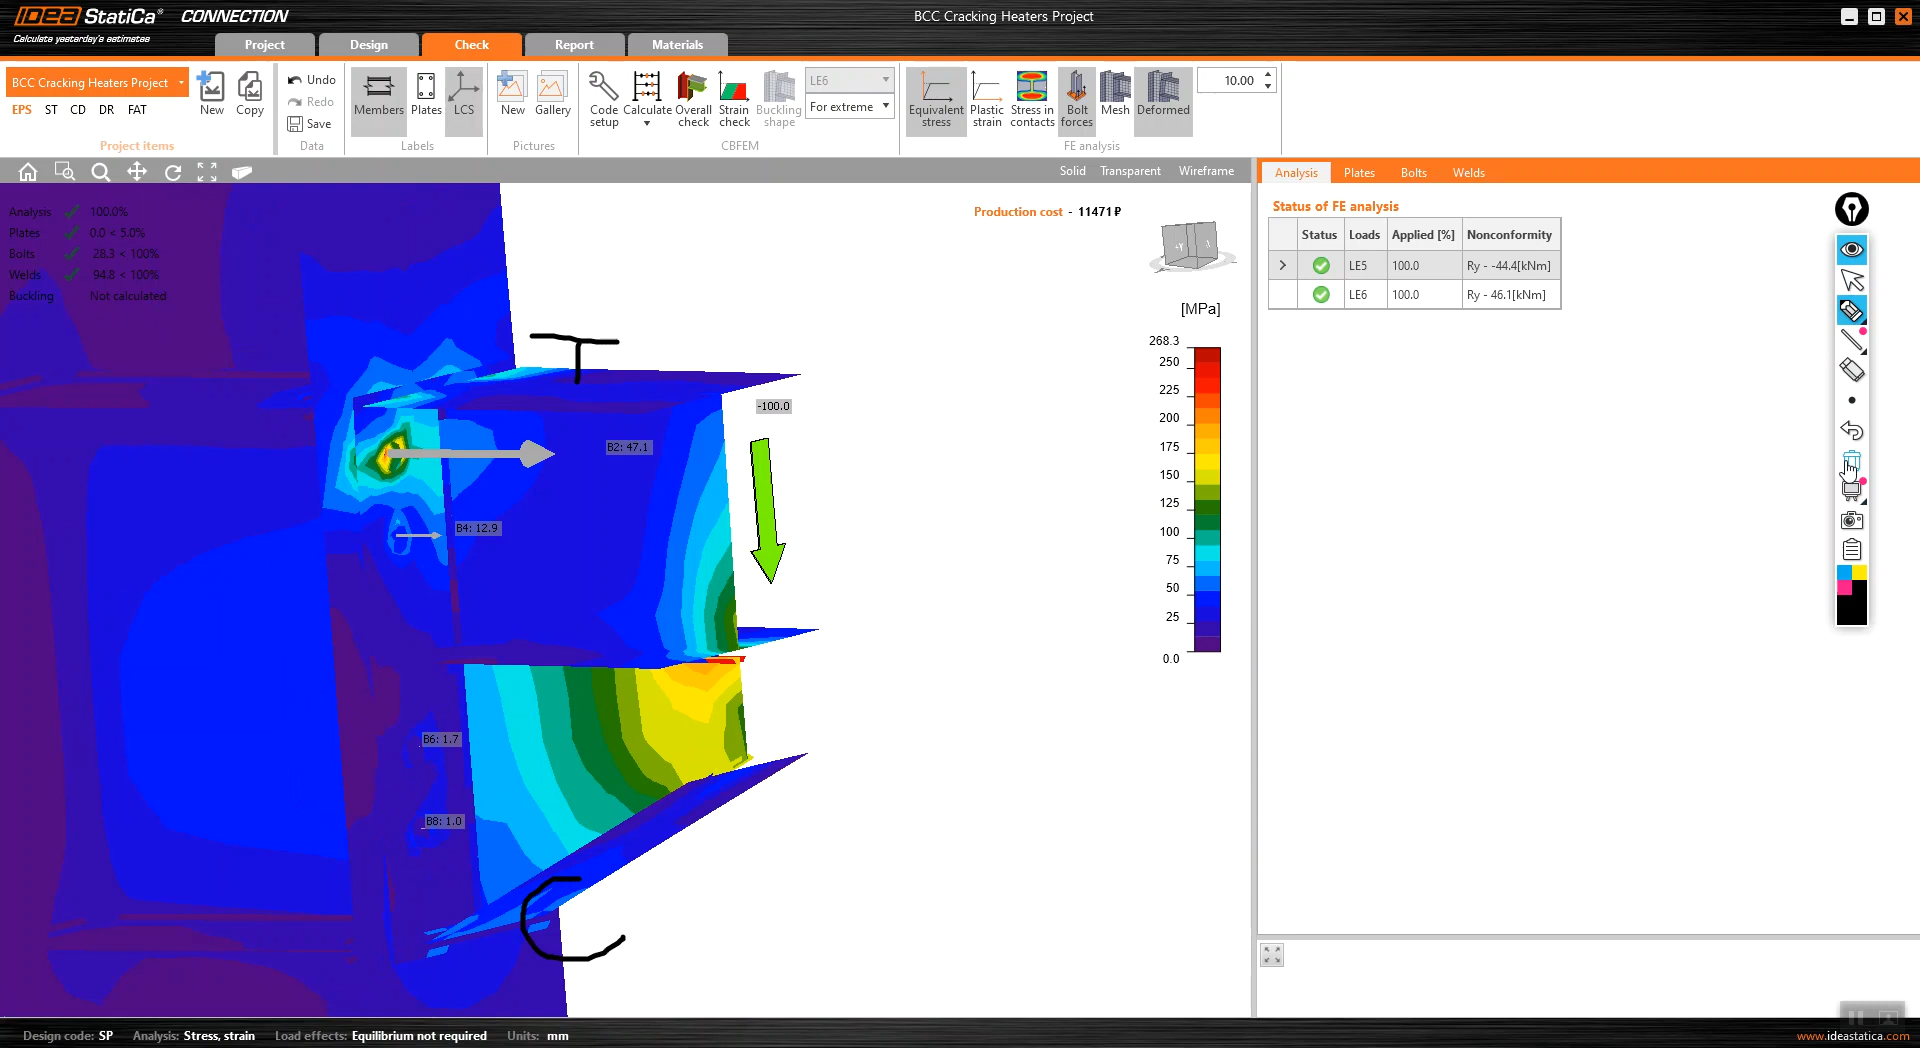 IDEA StatiCa® CONNECTION
Calculate yesterday's estimates
BCC Cracking Heaters Project
Project Design Check Report Materials
BCC Cracking Heaters Project
EPS ST CD DR FAT
New Copy
Project items
Undo
Redo
Save
Data
Members Plates LCS
Labels
New Gallery
Pictures
Code setup Calculate Overall check Strain check Buckling shape
LE6
For extreme
CBFEM
Equivalent stress Plastic strain Stress in contacts Bolt forces Mesh Deformed
10.00
FE analysis
Solid Transparent Wireframe
Analysis 100.0%
Plates 0.0 < 5.0%
Bolts 28.3 < 100%
Welds 94.8 < 100%
Buckling Not calculated
Production cost - 11471 ₽
-Y
[MPa]
268.3
250
225
200
175
150
125
100
75
50
25
0.0
T
-100.0
B2: 47.1
B4: 12.9
B6: 1.7
B8: 1.0
C
Analysis Plates Bolts Welds
Status of FE analysis
Status Loads Applied [%] Nonconformity
LE5 100.0 Ry - -44.4[kNm]
LE6 100.0 Ry - 46.1[kNm]
Design code: SP Analysis: Stress, strain Load effects: Equilibrium not required Units: mm
www.ideastatica.com